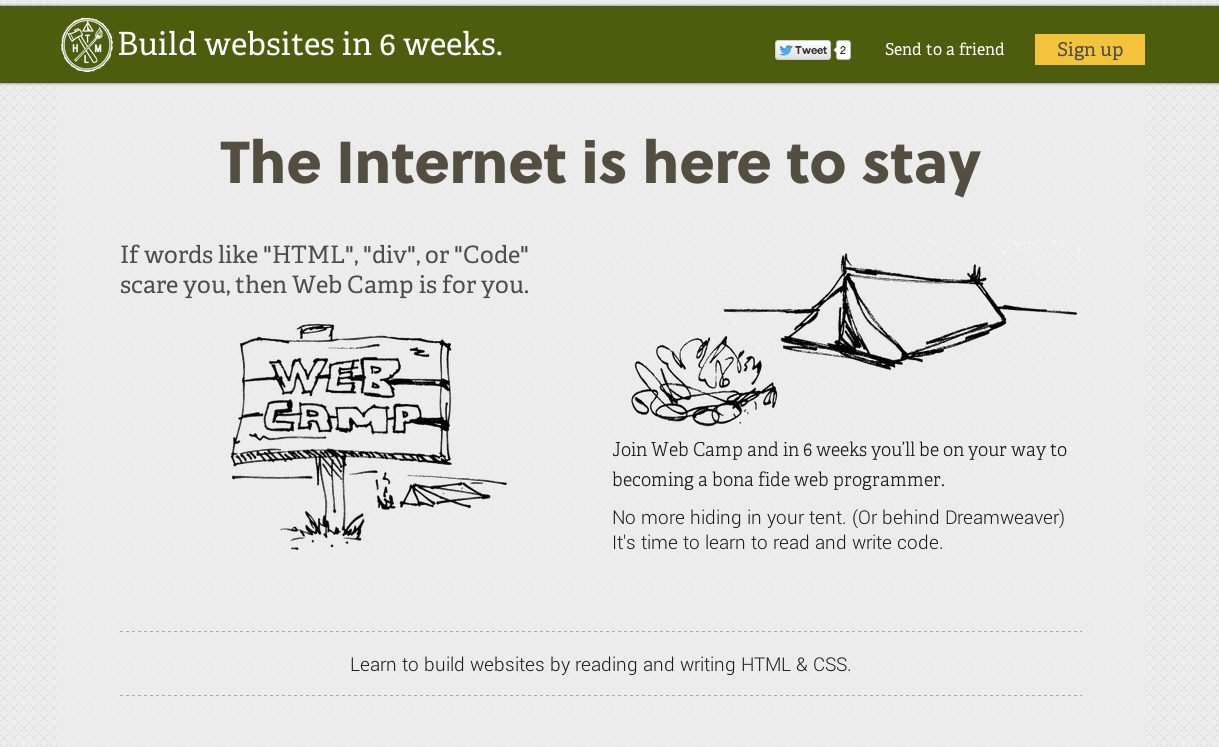 HTML
Build websites in 6 weeks.
Tweet
2
Send to a friend
Sign up
The Internet is here to stay
If words like "HTML", "div", or "Code"
scare you, then Web Camp is for you.
WEB
CAMP
Join Web Camp and in 6 weeks you'll be on your way to
becoming a bona fide web programmer.
No more hiding in your tent. (Or behind Dreamweaver)
It's time to learn to read and write code.
Learn to build websites by reading and writing HTML & CSS.